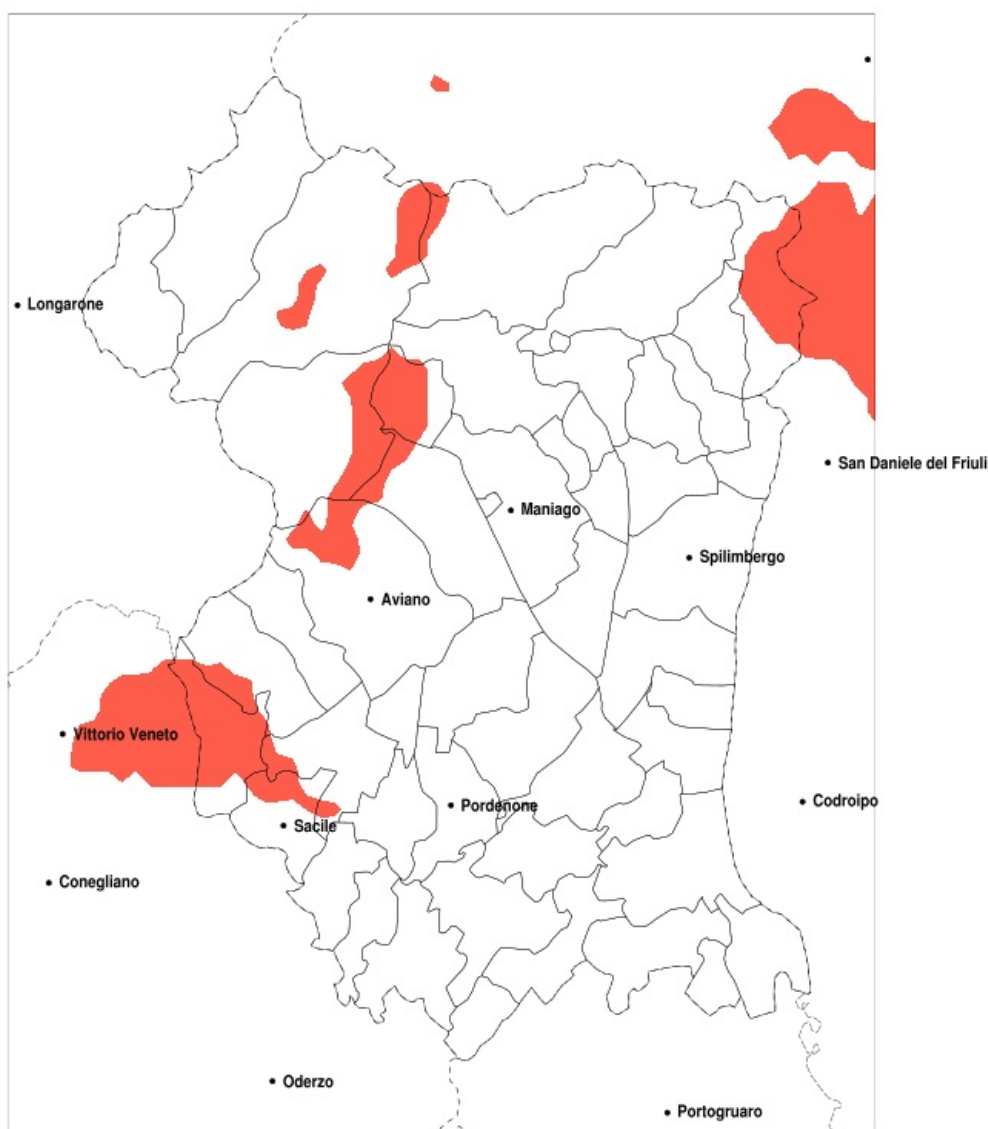 Longarone
San Daniele del Friuli
Maniago
Spilimbergo
Aviano
Vittorio Veneto
Codroipo
Pordenone
Sacile
Conegliano
Oderzo
Portogruaro